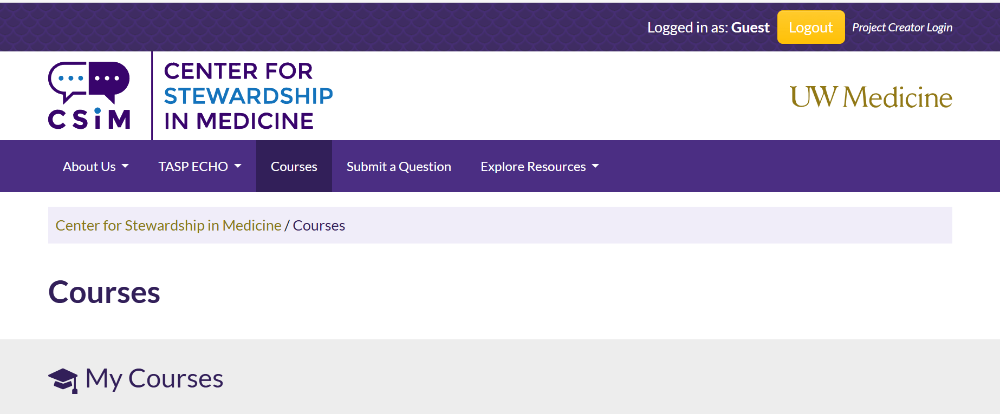 Logged in as: Guest Logout Project Creator Login
CSiM
CENTER FOR
STEWARDSHIP
IN MEDICINE
UW Medicine
About Us TASP ECHO Courses Submit a Question Explore Resources
Center for Stewardship in Medicine / Courses
Courses
My Courses